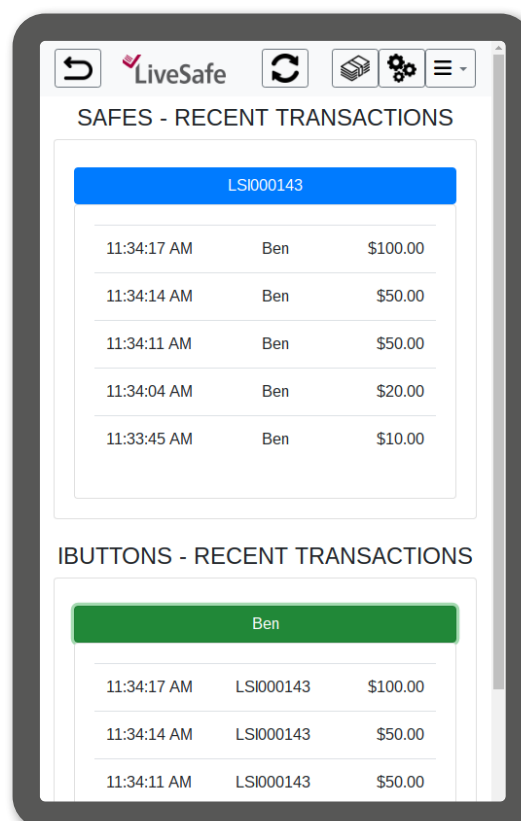 LiveSafe
SAFES - RECENT TRANSACTIONS
LSI000143
11:34:17 AM Ben $100.00
11:34:14 AM Ben $50.00
11:34:11 AM Ben $50.00
11:34:04 AM Ben $20.00
11:33:45 AM Ben $10.00
IBUTTONS - RECENT TRANSACTIONS
Ben
11:34:17 AM LSI000143 $100.00
11:34:14 AM LSI000143 $50.00
11:34:11 AM LSI000143 $50.00